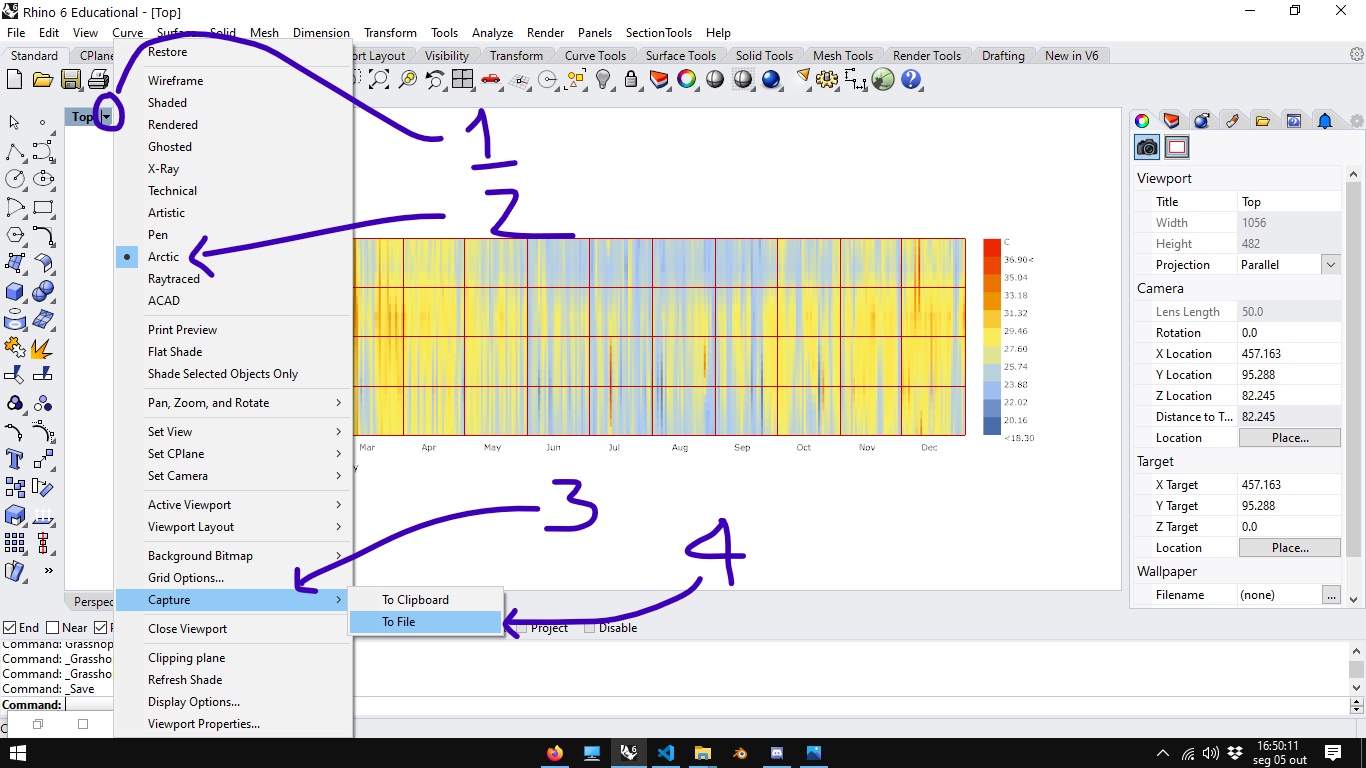 Rhino 6 Educational - [Top]
File Edit View Curve Surface Solid Mesh Dimension Transform Tools Analyze Render Panels SectionTools Help
Standard CPlane ort Layout Visibility Transform Curve Tools Surface Tools Solid Tools Mesh Tools Render Tools Drafting New in V6
Top
Restore
Wireframe
Shaded
Rendered
Ghosted
X-Ray
Technical
Artistic
Pen
Arctic
Raytraced
ACAD
Print Preview
Flat Shade
Shade Selected Objects Only
Pan, Zoom, and Rotate
Set View
Set CPlane
Set Camera
Active Viewport
Viewport Layout
Background Bitmap
Grid Options...
Capture
Close Viewport
Clipping plane
Refresh Shade
Display Options...
Viewport Properties...
To Clipboard
To File
1
2
3
4
C
36.90<
35.04
33.18
31.32
29.46
27.60
25.74
23.88
22.02
20.16
<18.30
Mar Apr May Jun Jul Aug Sep Oct Nov Dec
y
Viewport
Title Top
Width 1056
Height 482
Projection Parallel
Camera
Lens Length 50.0
Rotation 0.0
X Location 457.163
Y Location 95.288
Z Location 82.245
Distance to T... 82.245
Location Place...
Target
X Target 457.163
Y Target 95.288
Z Target 0.0
Location Place...
Wallpaper
Filename (none) ...
Perspec
End Near Project Disable
Command: Grasshop
Command: _Grassho
Command: _Grassho
Command: _Save
Command:
16:50:11
seg 05 out